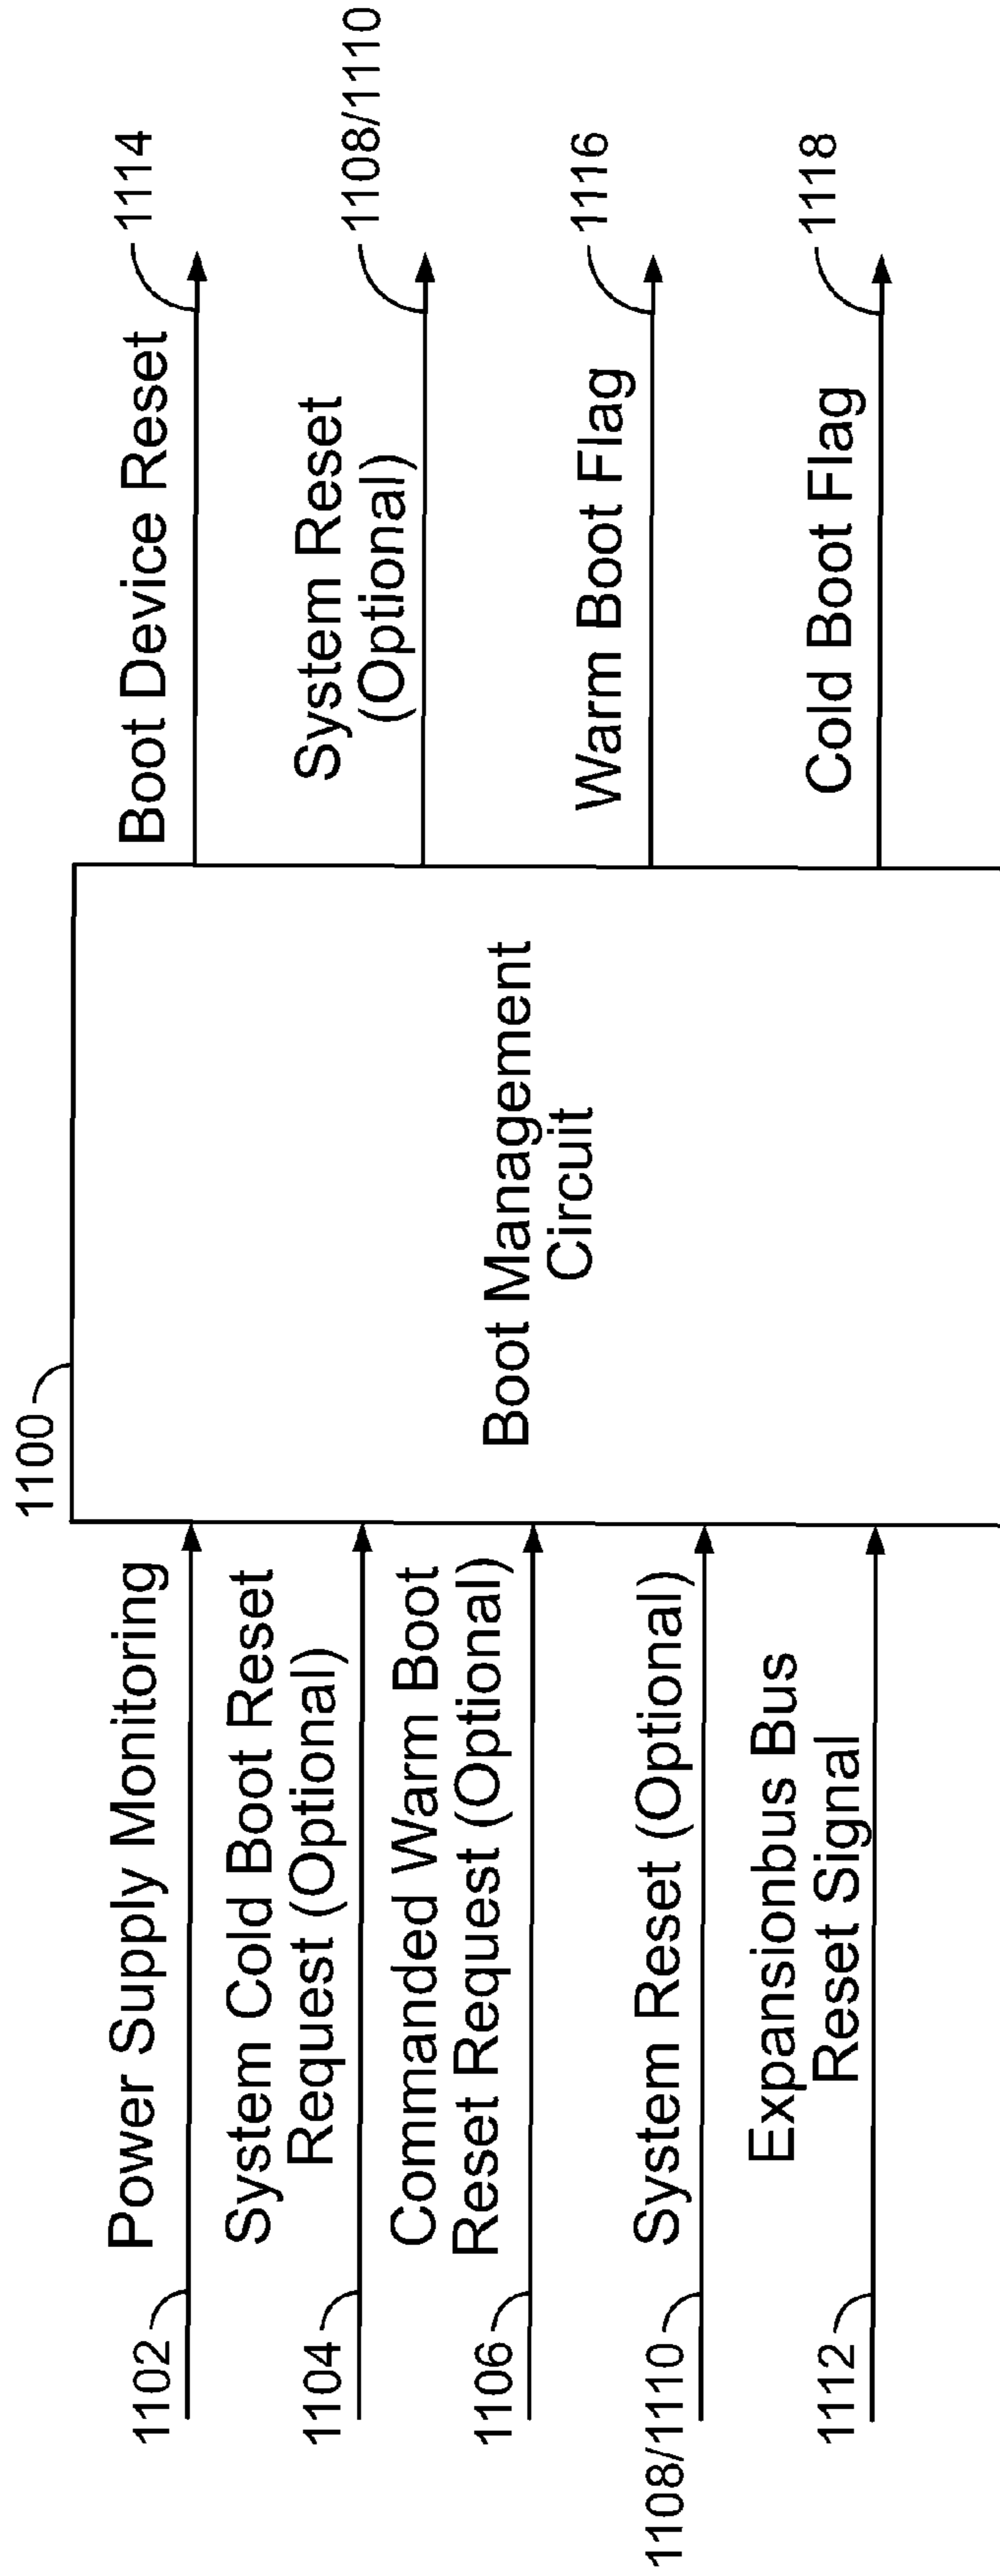 1100
Boot Management
Circuit
1102
Power Supply Monitoring
1104
System Cold Boot Reset
Request (Optional)
1106
Commanded Warm Boot
Reset Request (Optional)
1108/1110
System Reset (Optional)
1112
Expansionbus Bus
Reset Signal
Boot Device Reset
1114
System Reset
(Optional)
1108/1110
Warm Boot Flag
1116
Cold Boot Flag
1118